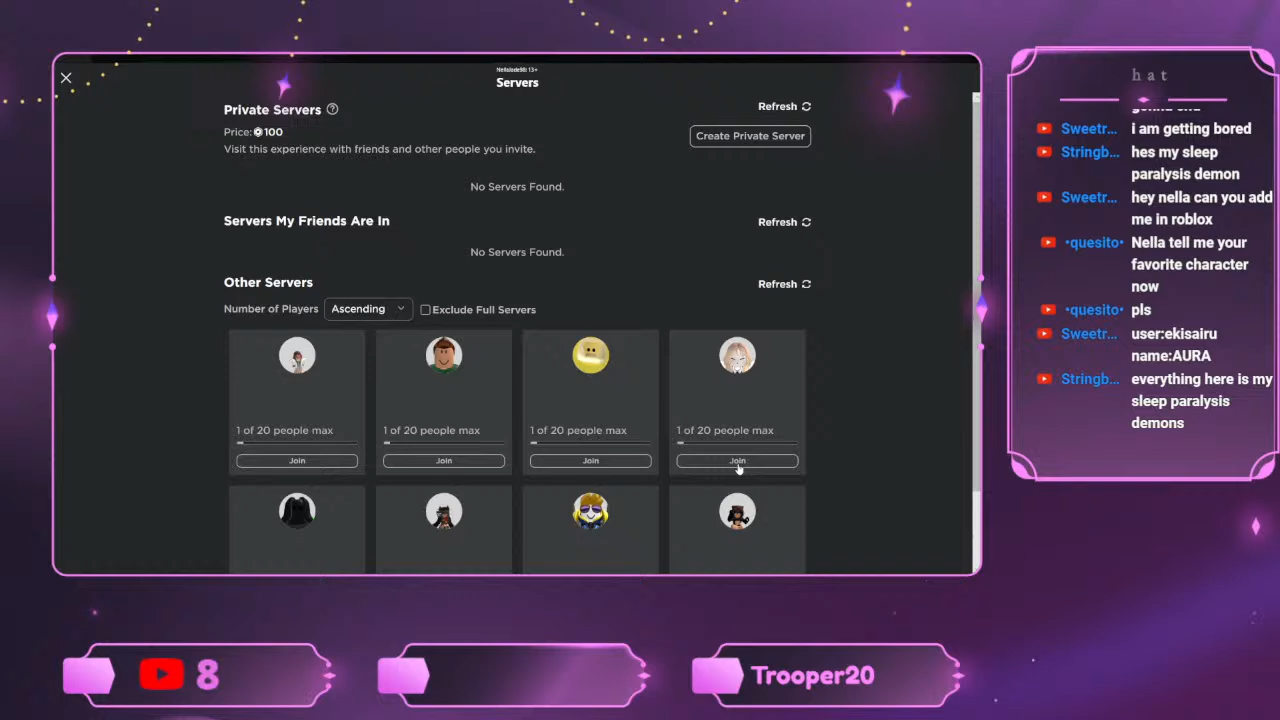 Nellalade98: 13+
Servers
Private Servers
Refresh
Price: 100
Create Private Server
Visit this experience with friends and other people you invite.
No Servers Found.
Servers My Friends Are In
Refresh
No Servers Found.
Other Servers
Refresh
Number of Players
Ascending
Exclude Full Servers
1 of 20 people max
1 of 20 people max
1 of 20 people max
1 of 20 people max
Join
Join
Join
Join
hat
Sweetr... i am getting bored
Stringb... hes my sleep
paralysis demon
Sweetr... hey nella can you add
me in roblox
•quesito• Nella tell me your
favorite character
now
•quesito• pls
Sweetr... user:ekisairu
name:AURA
Stringb... everything here is my
sleep paralysis
demons
8
Trooper20